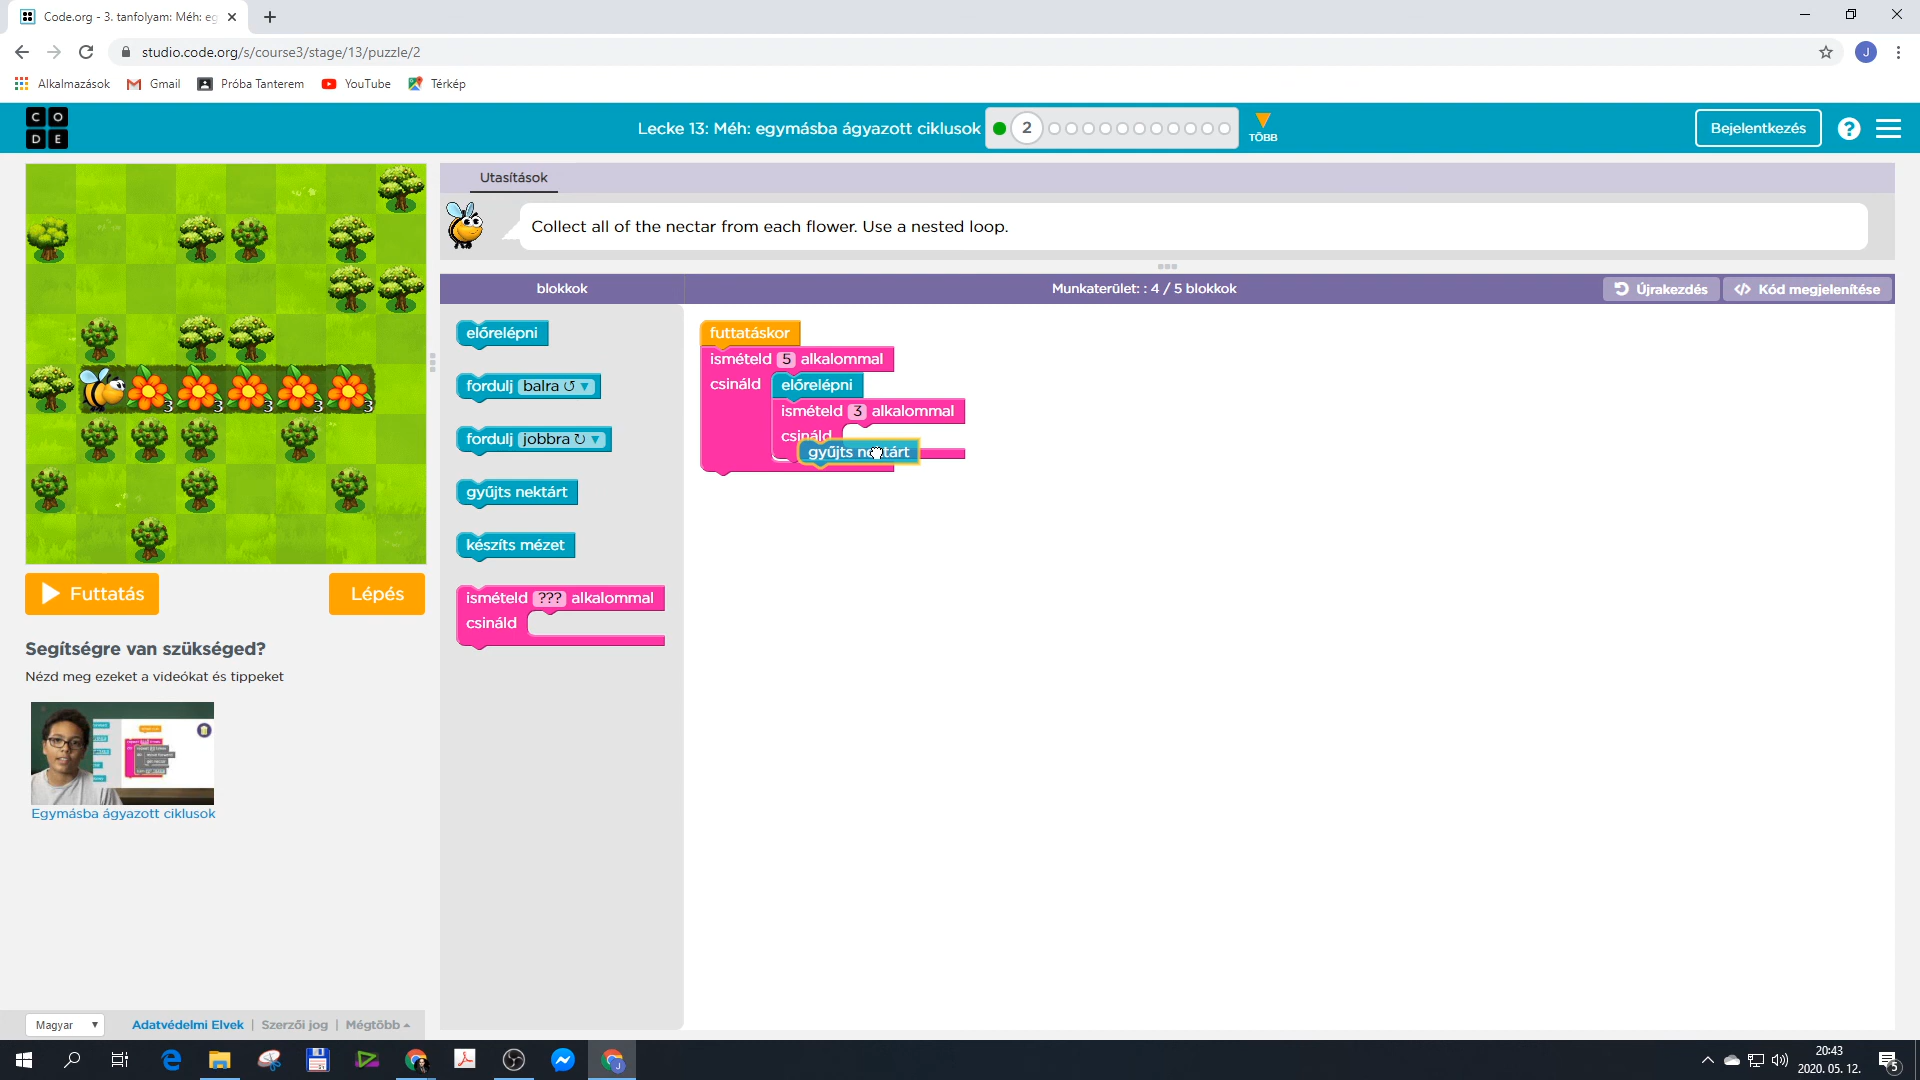 Code.org - 3. tanfolyam: Méh: eg
studio.code.org/s/course3/stage/13/puzzle/2
J
Alkalmazások
Gmail
Próba Tanterem
YouTube
Térkép
C O
D E
Lecke 13: Méh: egymásba ágyazott ciklusok
2
TÖBB
Bejelentkezés
?
Utasítások
Collect all of the nectar from each flower. Use a nested loop.
blokkok
Munkaterület: : 4 / 5 blokkok
Újrakezdés
Kód megjelenítése
3 3 3 3 3
előrelépni
fordulj balra
fordulj jobbra
gyűjts nektárt
készíts mézet
ismételd ??? alkalommal
csináld
futtatáskor
ismételd 5 alkalommal
csináld
előrelépni
ismételd 3 alkalommal
csináld
gyűjts nektárt
Futtatás
Lépés
Segítségre van szükséged?
Nézd meg ezeket a videókat és tippeket
Egymásba ágyazott ciklusok
Magyar
Adatvédelmi Elvek | Szerzői jog | Mégtöbb
20:43
2020. 05. 12.
5